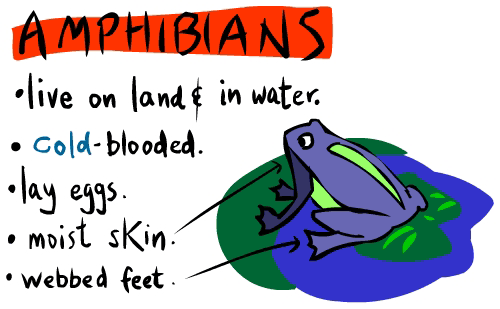 AMPHIBIANS
• live on land & in water.
• Cold-blooded.
• lay eggs.
• moist skin.
• webbed feet.